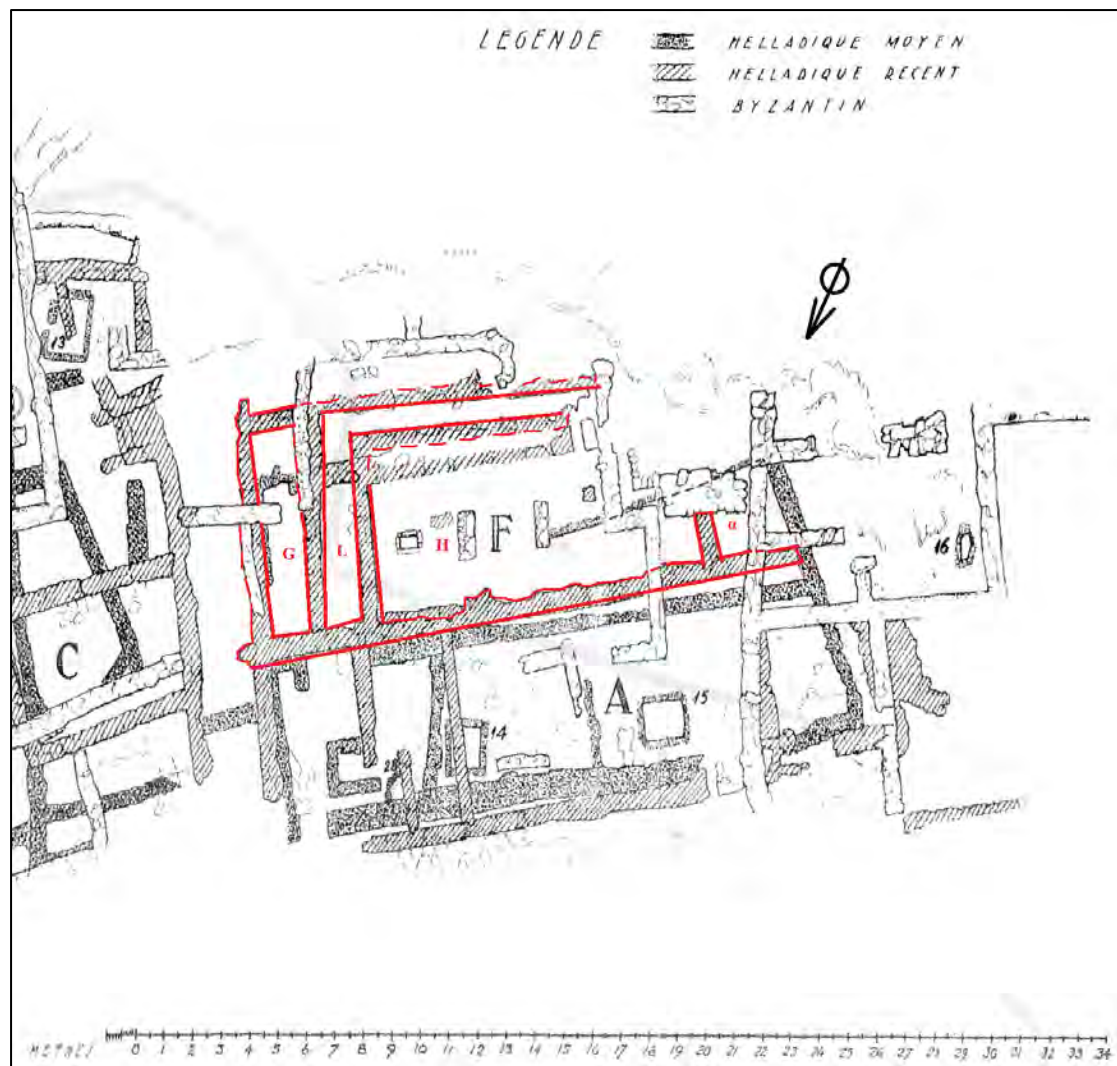 LEGENDE
HELLADIQUE MOYEN
HELLADIQUE RECENT
BYZANTIN
13
G
L
H
F
α
16
C
A
15
14
METRES 0 1 2 3 4 5 6 7 8 9 10 11 12 13 14 15 16 17 18 19 20 21 22 23 24 25 26 27 28 29 30 31 32 33 34